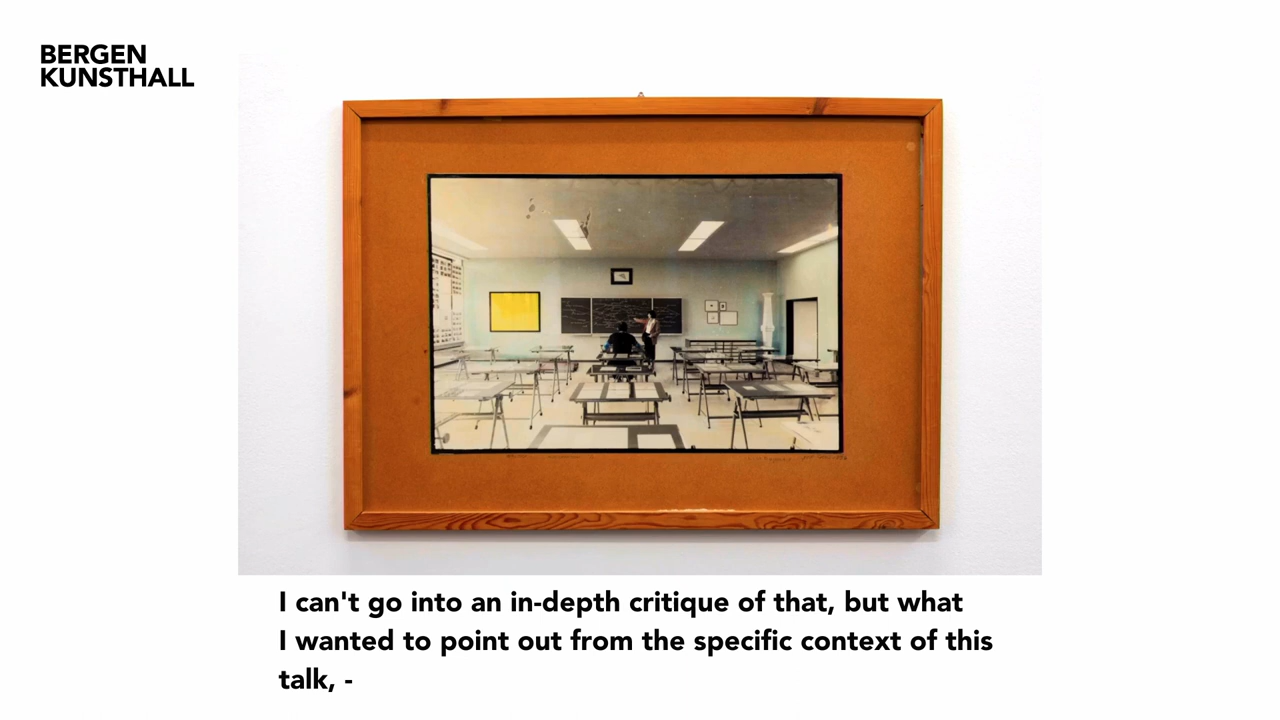 BERGEN
KUNSTHALL
I can't go into an in-depth critique of that, but what
I wanted to point out from the specific context of this
talk, -